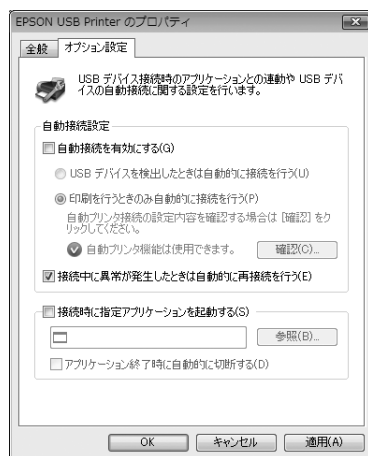 EPSON USB Printer のプロパティ
全般
オプション設定
USB デバイス接続時のアプリケーションとの連動や USB デバ
イスの自動接続に関する設定を行います。
自動接続設定
自動接続を有効にする(G)
USB デバイスを検出したときは自動的に接続を行う(U)
印刷を行うときのみ自動的に接続を行う(P)
自動プリンタ接続の設定内容を確認する場合は [確認] をク
リックしてください。
自動プリンタ機能は使用できます。
確認(C)...
接続中に異常が発生したときは自動的に再接続を行う(E)
接続時に指定アプリケーションを起動する(S)
参照(B)...
アプリケーション終了時に自動的に切断する(D)
OK
キャンセル
適用(A)